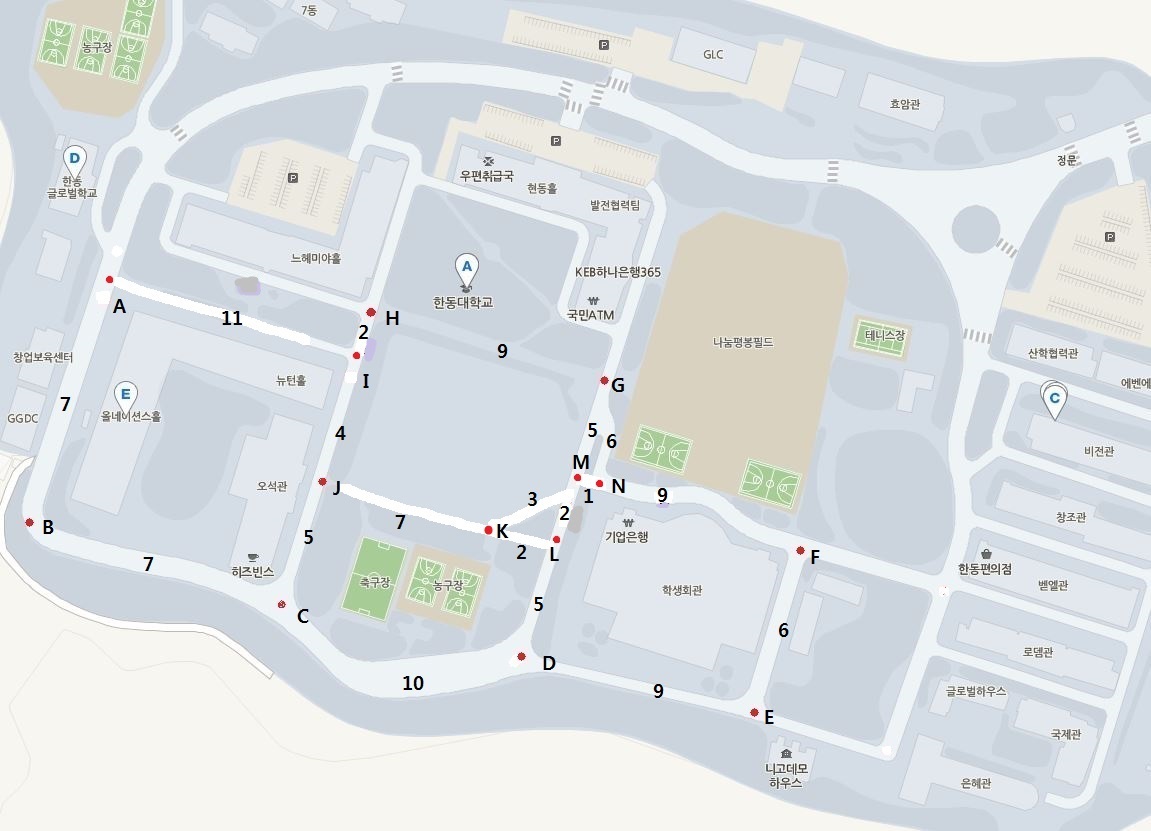 7동
농구장
P
GLC
효암관
P
우편취급국
현동홀
발전협력팀
정문
D
한동
글로벌학교
P
P
느헤미야홀
A
한동대학교
KEB하나은행365
국민ATM
나눔평봉필드
테니스장
산학협력관
에벤에
A
11
H
2
I
9
G
창업보육센터
뉴턴홀
E
올네이션스홀
GGDC
7
4
5
6
C
비전관
오석관
J
M
N
1
3
2
9
창조관
B
7
K
2
L
기업은행
5
7
히즈빈스
축구장
농구장
F
한동편의점
벧엘관
학생회관
C
5
6
로뎀관
D
10
9
글로벌하우스
E
국제관
니고데모
하우스
은혜관